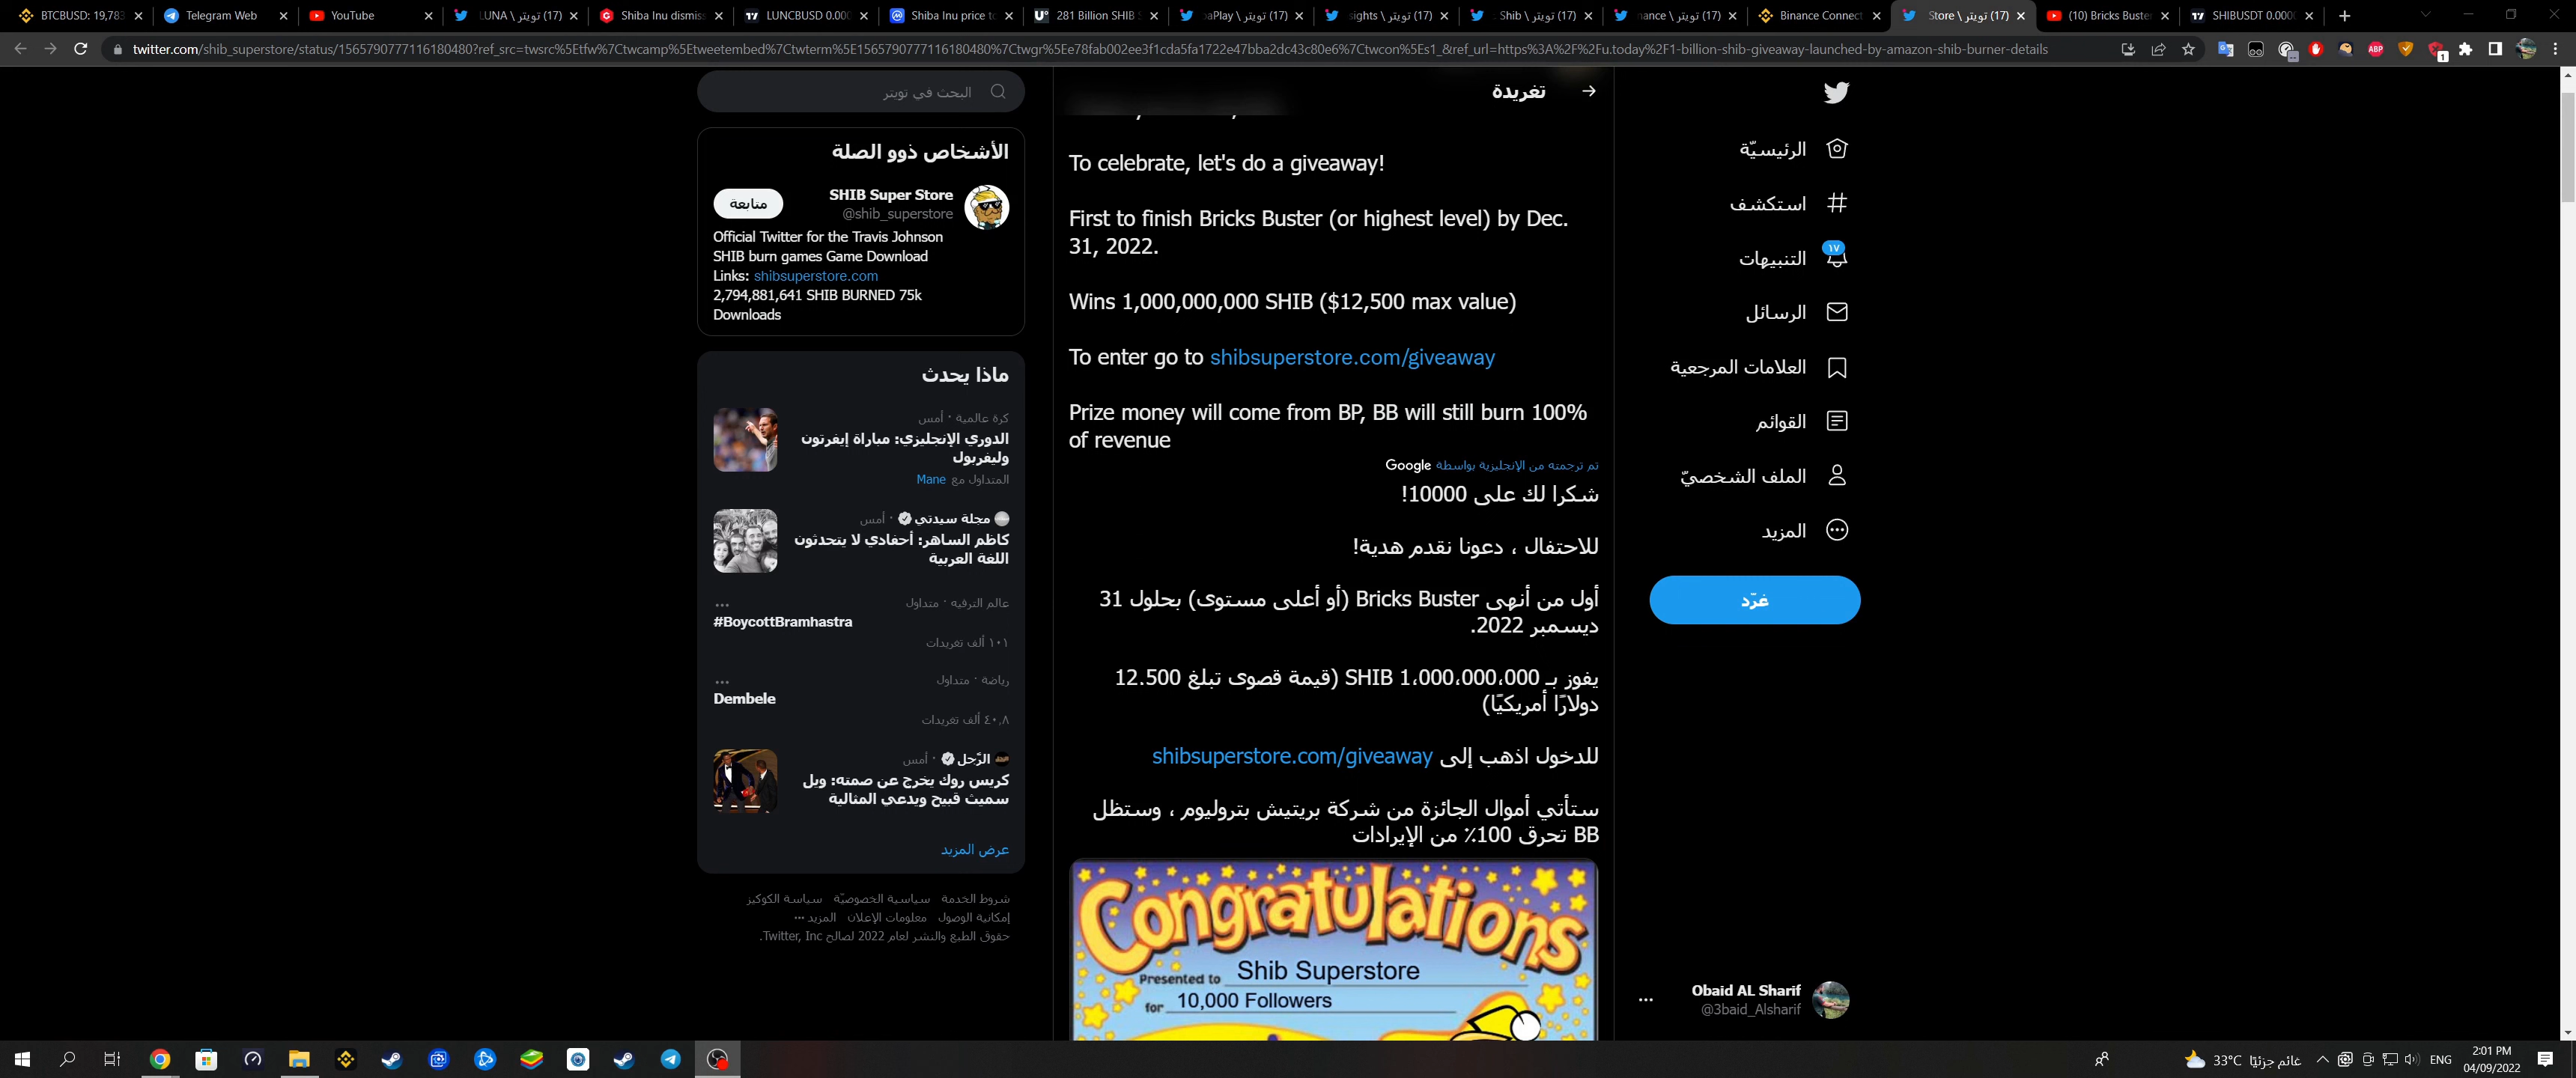 BTCBUSD: 19,783
Telegram Web
YouTube
LUNA \ تويتر (17)
Shiba Inu dismiss
LUNCBUSD 0.000
Shiba Inu price to
281 Billion SHIB
aPlay \ تويتر (17)
sights \ تويتر (17)
Shib \ تويتر (17)
nance \ تويتر (17)
Binance Connect
Store \ تويتر (17)
(10) Bricks Buste
SHIBUSDT 0.000
twitter.com/shib_superstore/status/1565790777116180480?ref_src=twsrc%5Etfw%7Ctwcamp%5Etweetembed%7Ctwterm%5E1565790777116180480%7Ctwgr%5Ee78fab002ee3f1cda5fa1722e47bba2dc43c80e6%7Ctwcon%5Es1_&ref_url=https%3A%2F%2Fu.today%2F1-billion-shib-giveaway-launched-by-amazon-shib-burner-details
الرئيسيّة
استكشف
١٧
التنبيهات
الرسائل
العلامات المرجعية
القوائم
الملف الشخصيّ
المزيد
غرّد
Obaid AL Sharif
@3baid_Alsharif
تغريدة
To celebrate, let's do a giveaway!
First to finish Bricks Buster (or highest level) by Dec.
31, 2022.
Wins 1,000,000,000 SHIB ($12,500 max value)
To enter go to shibsuperstore.com/giveaway
Prize money will come from BP, BB will still burn 100%
of revenue
تم ترجمته من الإنجليزية بواسطة Google
شكرا لك على 10000!
للاحتفال ، دعونا نقدم هدية!
أول من أنهى Bricks Buster (أو أعلى مستوى) بحلول 31
ديسمبر 2022.
يفوز بـ 1،000،000،000 SHIB (قيمة قصوى تبلغ 12.500
دولارًا أمريكيًا)
للدخول اذهب إلى shibsuperstore.com/giveaway
ستأتي أموال الجائزة من شركة بريتيش بتروليوم ، وستظل
BB تحرق 100٪ من الإيرادات
Congratulations
Presented to Shib Superstore
for 10,000 Followers
البحث في تويتر
الأشخاص ذوو الصلة
SHIB Super Store
@shib_superstore
متابعة
Official Twitter for the Travis Johnson
SHIB burn games Game Download
Links: shibsuperstore.com
2,794,881,641 SHIB BURNED 75k
Downloads
ماذا يحدث
كرة عالمية · أمس
الدوري الإنجليزي: مباراة إيفرتون
وليفربول
المتداول مع Mane
مجلة سيدتي · أمس
كاظم الساهر: أحفادي لا يتحدثون
اللغة العربية
عالم الترفيه · متداول
#BoycottBramhastra
١٠١ ألف تغريدات
رياضة · متداول
Dembele
٤٠٫٨ ألف تغريدات
الرّجل · أمس
كريس روك يخرج عن صمته: ويل
سميث قبيح ويدعي المثالية
عرض المزيد
شروط الخدمة سياسية الخصوصيّة سياسة الكوكيز
إمكانية الوصول معلومات الإعلان المزيد
حقوق الطبع والنشر لعام 2022 لصالح Twitter, Inc.
33°C غائم جزئيًا
ENG
2:01 PM
04/09/2022